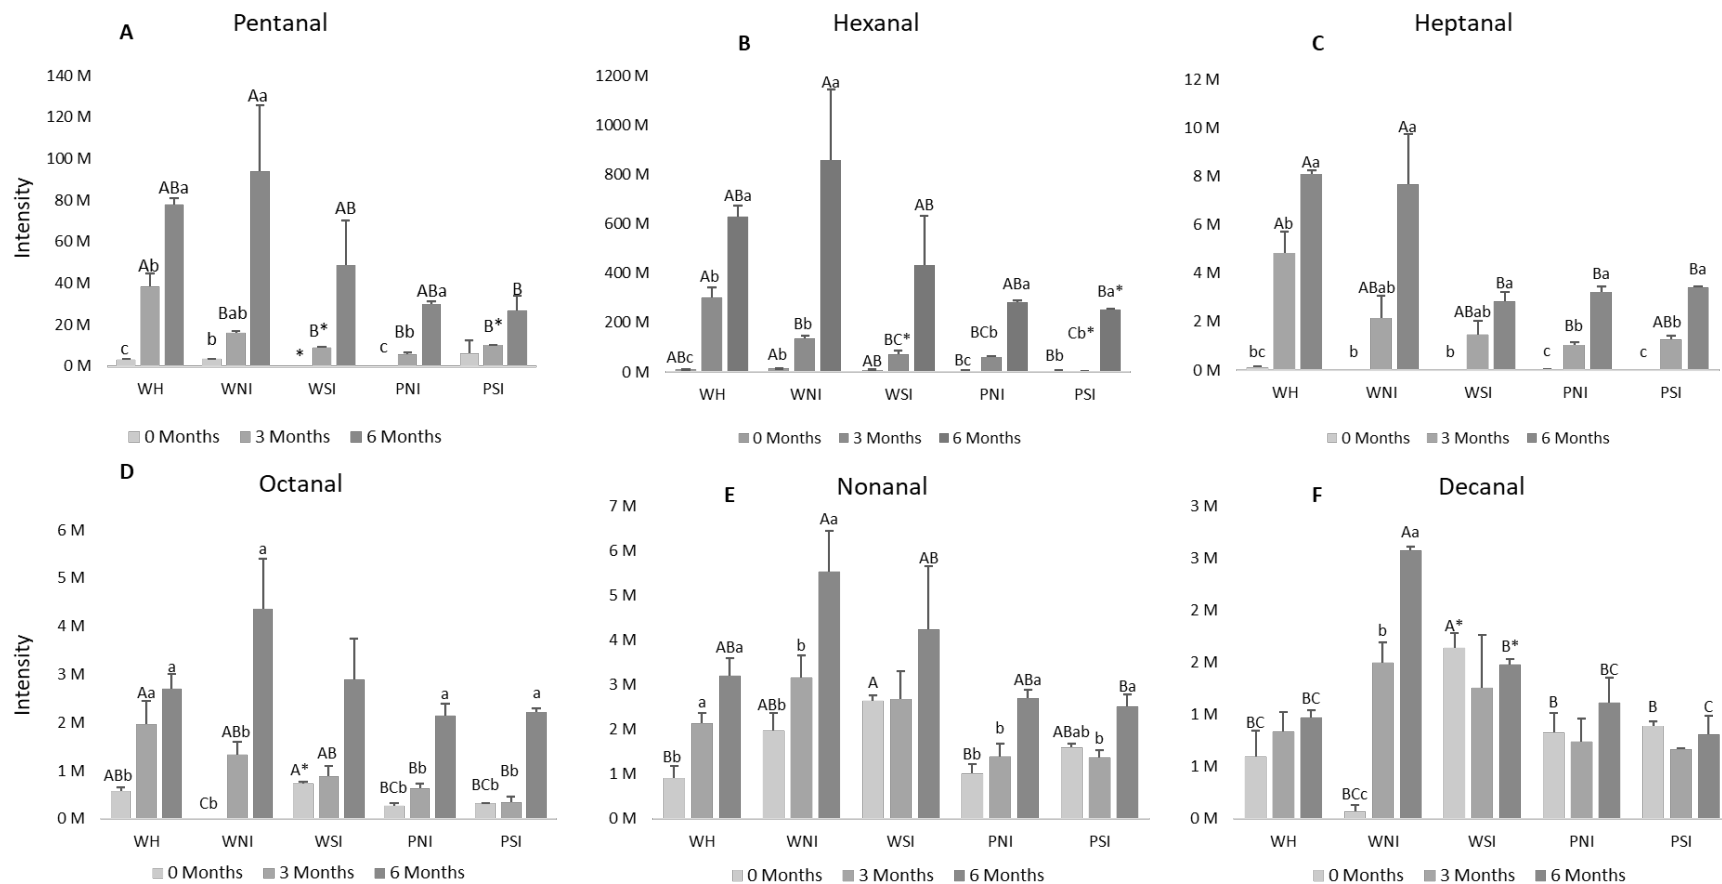 A Pentanal
Intensity
140 M
120 M
100 M
80 M
60 M
40 M
20 M
0 M
c Ab ABa
b Bab Aa
* B* AB
c Bb ABa
B* B
WH WNI WSI PNI PSI
0 Months 3 Months 6 Months
B Hexanal
1200 M
1000 M
800 M
600 M
400 M
200 M
0 M
ABc Ab ABa
Ab Bb Aa
AB BC* AB
Bc BCb ABa
Bb Cb* Ba*
WH WNI WSI PNI PSI
0 Months 3 Months 6 Months
C Heptanal
12 M
10 M
8 M
6 M
4 M
2 M
0 M
bc Ab Aa
b ABab Aa
b ABab Ba
c Bb Ba
c ABb Ba
WH WNI WSI PNI PSI
0 Months 3 Months 6 Months
D Octanal
Intensity
6 M
5 M
4 M
3 M
2 M
1 M
0 M
ABb Aa a
Cb ABb a
A* AB
BCb Bb a
BCb Bb a
WH WNI WSI PNI PSI
0 Months 3 Months 6 Months
E Nonanal
7 M
6 M
5 M
4 M
3 M
2 M
1 M
0 M
Bb a ABa
ABb b Aa
A AB
Bb b ABa
ABab b Ba
WH WNI WSI PNI PSI
0 Months 3 Months 6 Months
F Decanal
3 M
3 M
2 M
2 M
1 M
1 M
0 M
BC BC
BCc b Aa
A* B*
B BC
B C
WH WNI WSI PNI PSI
0 Months 3 Months 6 Months